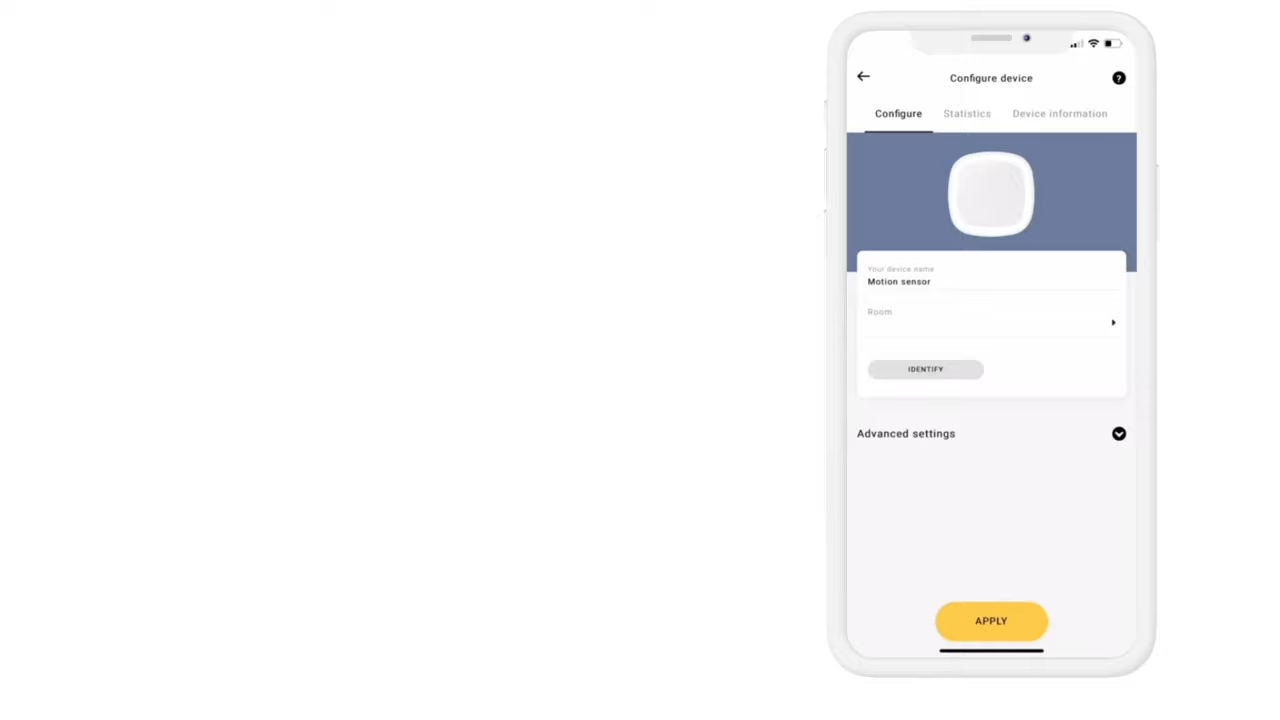 Configure device
?
Configure Statistics Device information
Your device name
Motion sensor
Room
IDENTIFY
Advanced settings
APPLY